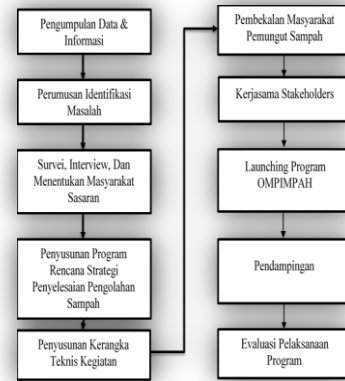 Pengumpulan Data &
Informasi
Perumusan Identifikasi
Masalah
Survei, Interview, Dan
Menentukan Masyarakat
Sasaran
Penyusunan Program
Rencana Strategi
Penyelesaian Pengolahan
Sampah
Penyusunan Kerangka
Teknis Kegiatan
Pembekalan Masyarakat
Pemungut Sampah
Kerjasama Stakeholders
Launching Program
OMPIMPAH
Pendampingan
Evaluasi Pelaksanaan
Program